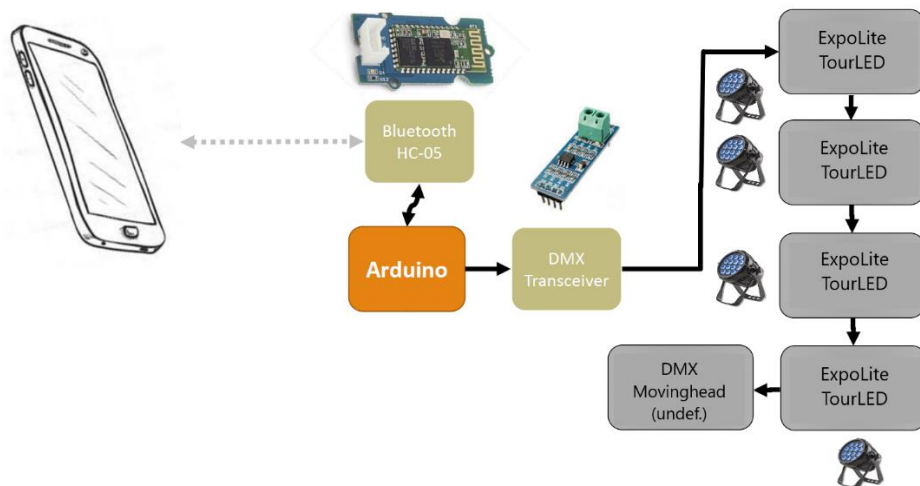 Bluetooth
HC-05
Arduino
DMX
Transceiver
ExpoLite
TourLED
ExpoLite
TourLED
ExpoLite
TourLED
ExpoLite
TourLED
DMX
Movinghead
(undef.)